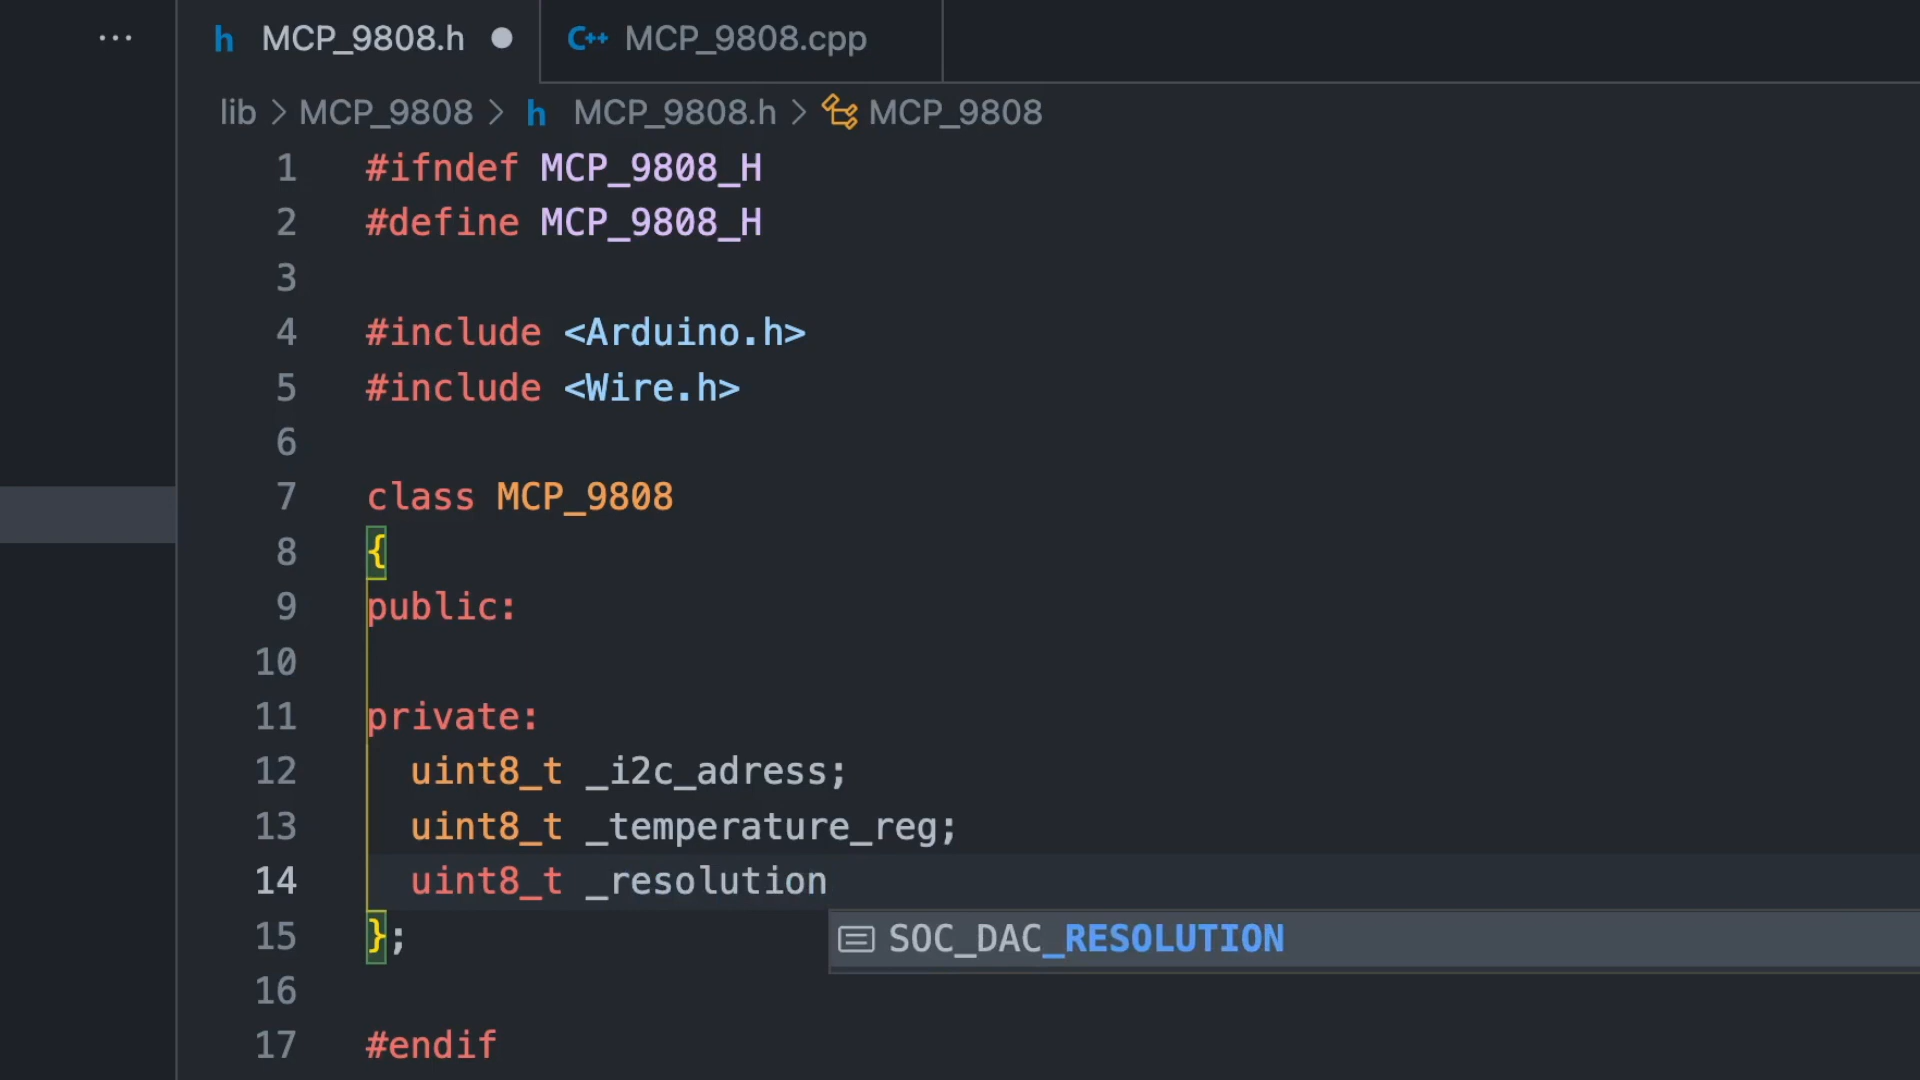 ··· h MCP_9808.h ● C++ MCP_9808.cpp
lib > MCP_9808 > h MCP_9808.h > MCP_9808
1 #ifndef MCP_9808_H
2 #define MCP_9808_H
3
4 #include <Arduino.h>
5 #include <Wire.h>
6
7 class MCP_9808
8 {
9 public:
10
11 private:
12 uint8_t _i2c_adress;
13 uint8_t _temperature_reg;
14 uint8_t _resolution
15 };
SOC_DAC_RESOLUTION
16
17 #endif